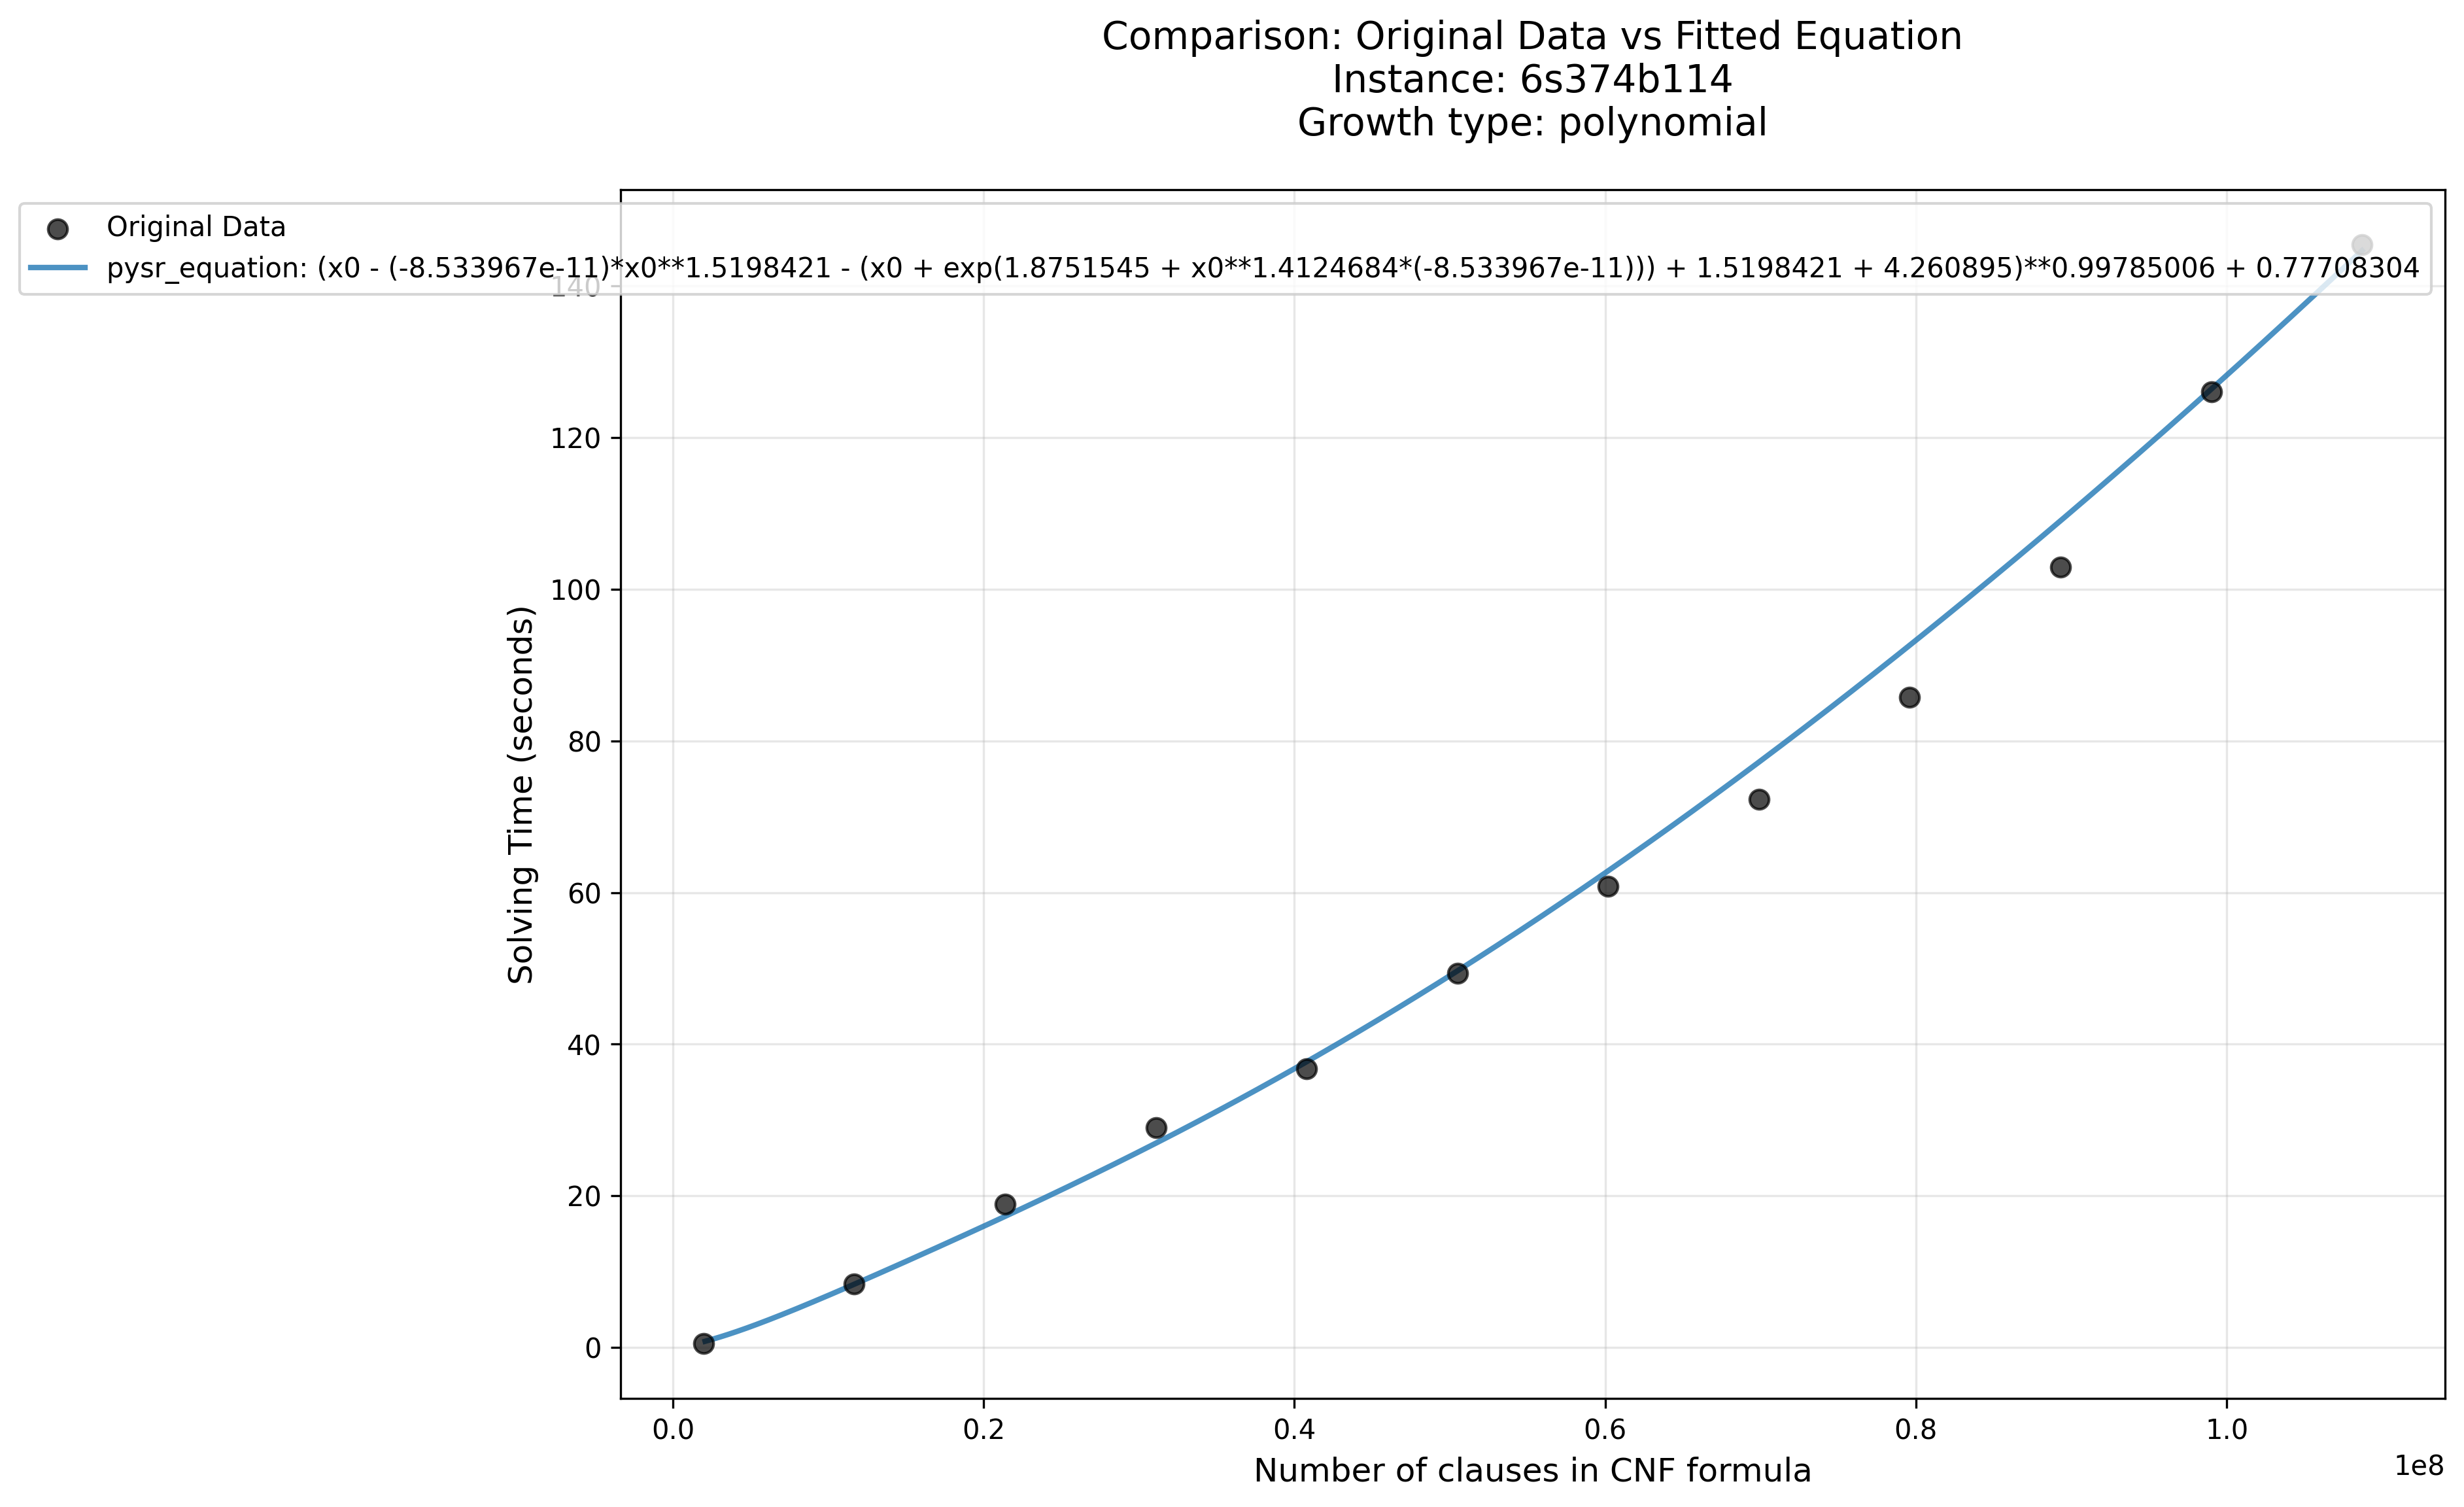 Comparison: Original Data vs Fitted Equation
Instance: 6s374b114
Growth type: polynomial
Original Data
pysr_equation: (x0 - (-8.533967e-11)*x0**1.5198421 - (x0 + exp(1.8751545 + x0**1.4124684*(-8.533967e-11))) + 1.5198421 + 4.260895)**0.99785006 + 0.77708304
140
120
100
80
60
40
20
0
Solving Time (seconds)
0.0 0.2 0.4 0.6 0.8 1.0
1e8
Number of clauses in CNF formula